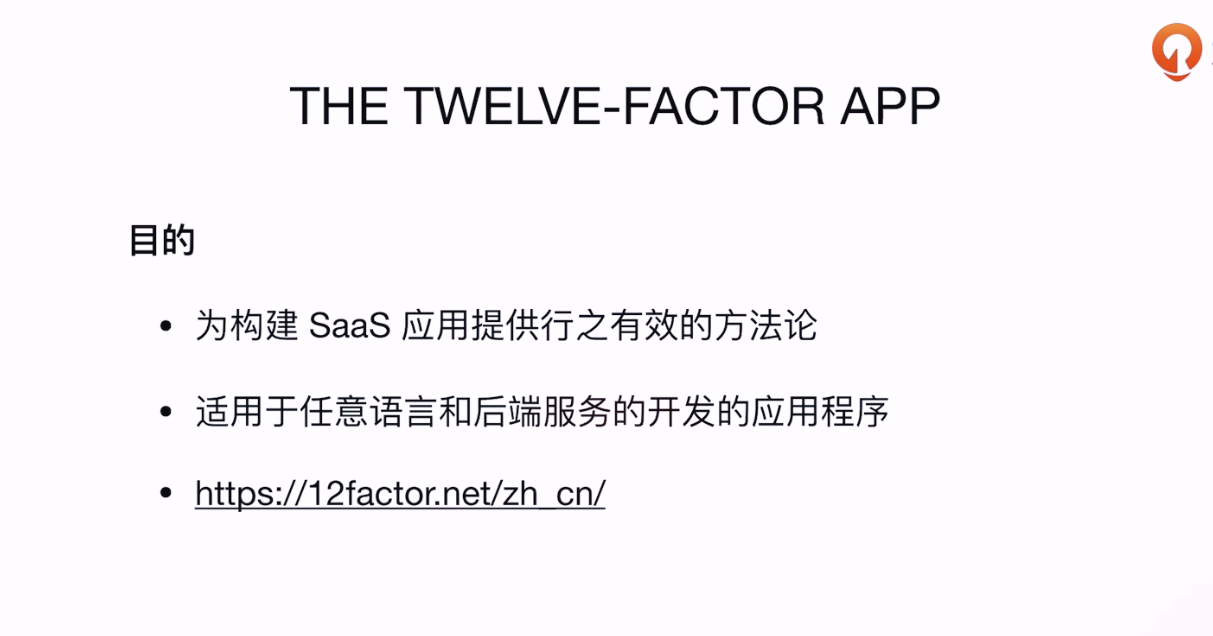 THE TWELVE-FACTOR APP
目的
• 为构建 SaaS 应用提供行之有效的方法论
• 适用于任意语言和后端服务的开发的应用程序
• https://12factor.net/zh_cn/